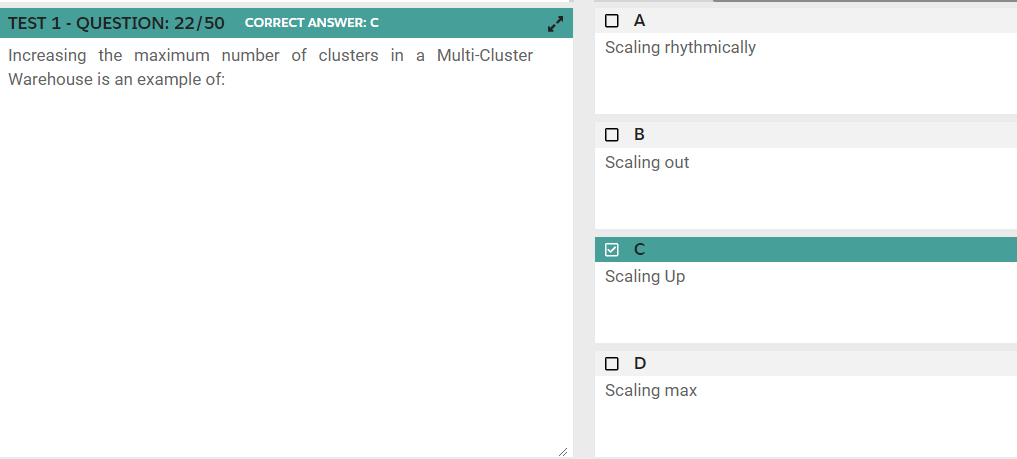 TEST 1 - QUESTION: 22/50 CORRECT ANSWER: C
Increasing the maximum number of clusters in a Multi-Cluster
Warehouse is an example of:
A
Scaling rhythmically
B
Scaling out
C
Scaling Up
D
Scaling max